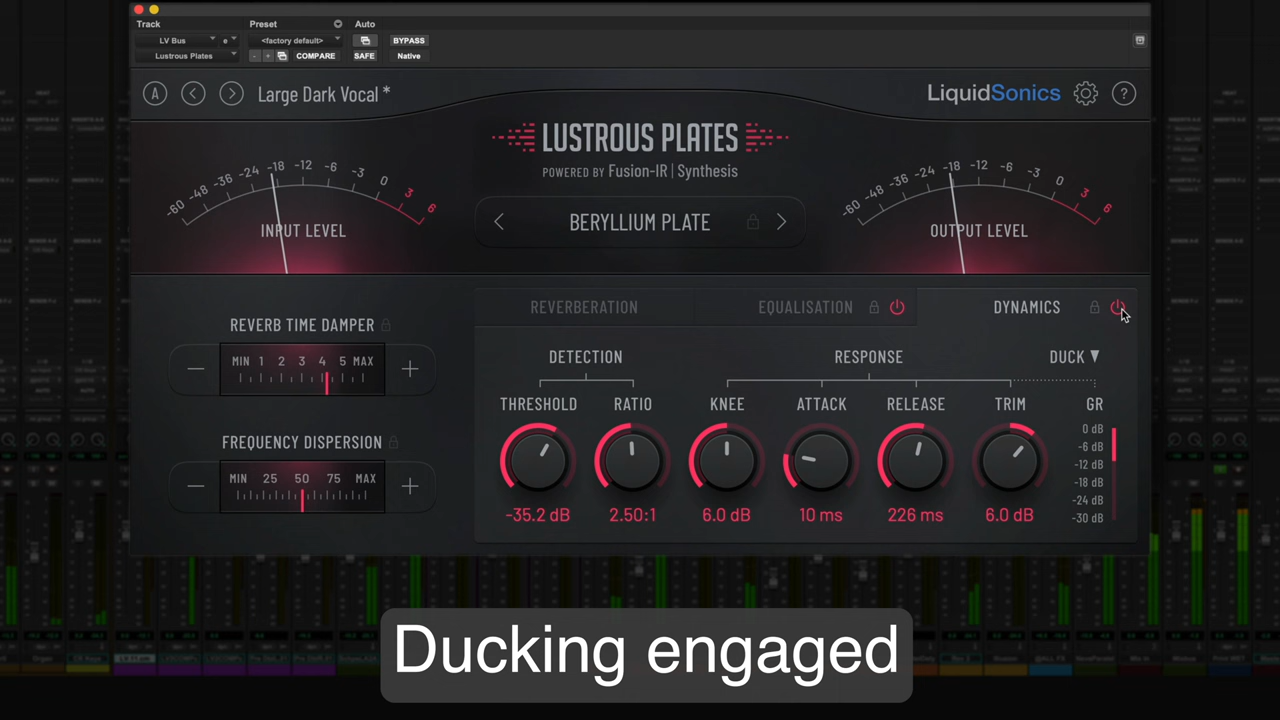 Track
Preset
Auto
LV Bus
e
<factory default>
BYPASS
Lustrous Plates
-
+
COMPARE
SAFE
Native
A
Large Dark Vocal *
LiquidSonics
?
LUSTROUS PLATES
POWERED BY Fusion-IR | Synthesis
-60 -48 -36 -24 -18 -12 -6 -3 0 3 6
INPUT LEVEL
BERYLLIUM PLATE
-60 -48 -36 -24 -18 -12 -6 -3 0 3 6
OUTPUT LEVEL
REVERBERATION
EQUALISATION
DYNAMICS
REVERB TIME DAMPER
MIN 1 2 3 4 5 MAX
FREQUENCY DISPERSION
MIN 25 50 75 MAX
DETECTION
RESPONSE
DUCK ▼
THRESHOLD
RATIO
KNEE
ATTACK
RELEASE
TRIM
GR
0 dB
-6 dB
-12 dB
-18 dB
-24 dB
-30 dB
-35.2 dB
2.50:1
6.0 dB
10 ms
226 ms
6.0 dB
Ducking engaged